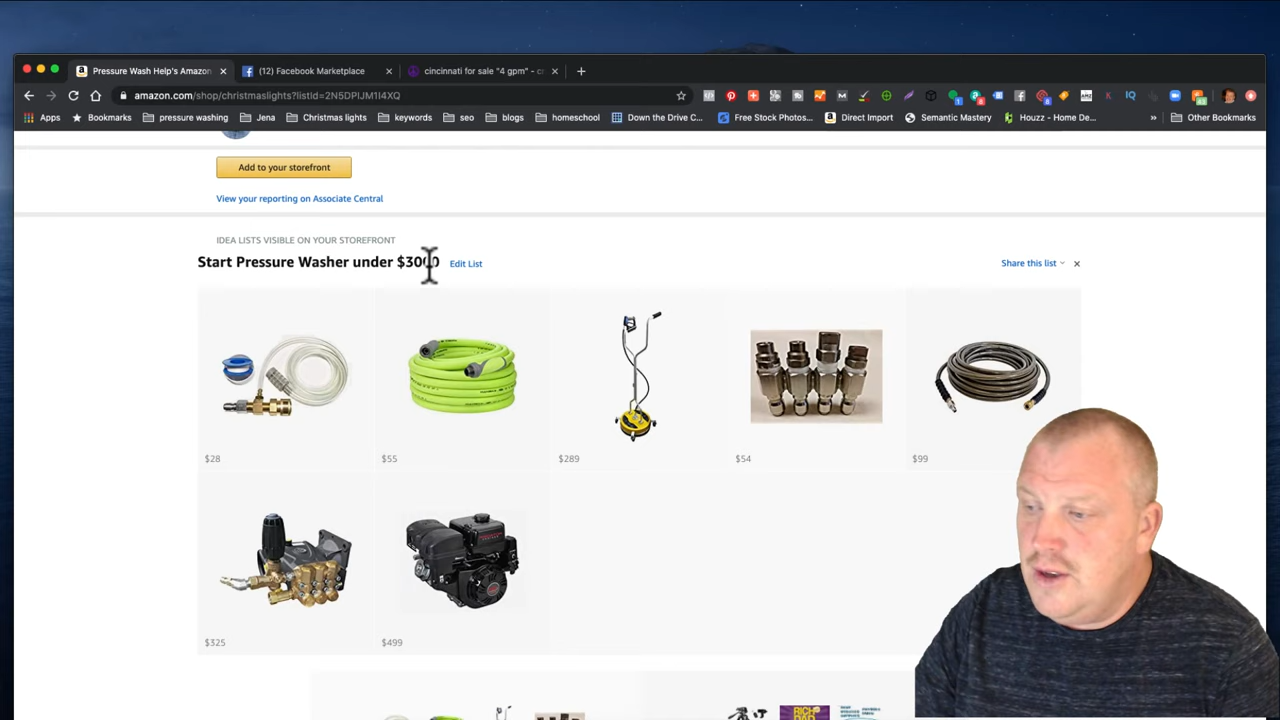 Pressure Wash Help's Amazon
(12) Facebook Marketplace
cincinnati for sale "4 gpm" - cr
amazon.com/shop/christmaslights?listId=2N5DPIJM1I4XQ
Apps
Bookmarks
pressure washing
Jena
Christmas lights
keywords
seo
blogs
homeschool
Down the Drive C...
Free Stock Photos...
Direct Import
Semantic Mastery
Houzz - Home De...
»
Other Bookmarks
Add to your storefront
View your reporting on Associate Central
IDEA LISTS VISIBLE ON YOUR STOREFRONT
Start Pressure Washer under $3000
Edit List
Share this list
$28
$55
$289
$54
$99
$325
$499
RICH
DAD